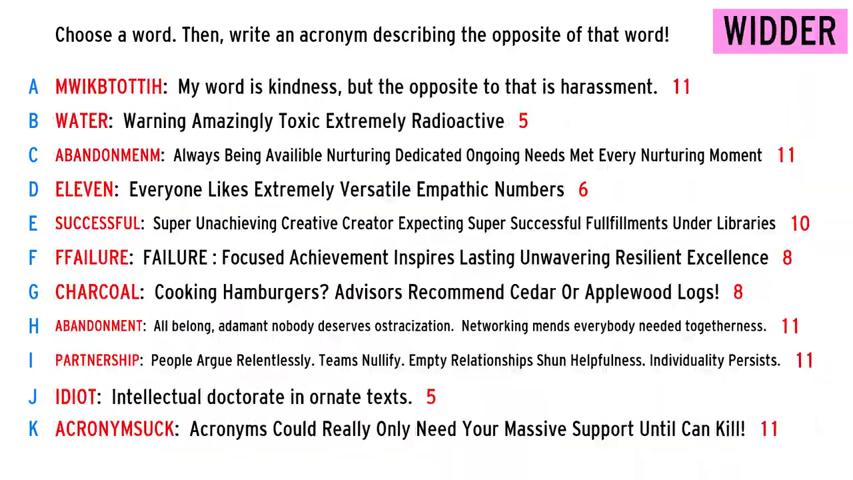 Choose a word. Then, write an acronym describing the opposite of that word!
WIDDER
A MWIKBTOTTIH: My word is kindness, but the opposite to that is harassment. 11
B WATER: Warning Amazingly Toxic Extremely Radioactive 5
C ABANDONMENM: Always Being Availible Nurturing Dedicated Ongoing Needs Met Every Nurturing Moment 11
D ELEVEN: Everyone Likes Extremely Versatile Empathic Numbers 6
E SUCCESSFUL: Super Unachieving Creative Creator Expecting Super Successful Fullfillments Under Libraries 10
F FFAILURE: FAILURE : Focused Achievement Inspires Lasting Unwavering Resilient Excellence 8
G CHARCOAL: Cooking Hamburgers? Advisors Recommend Cedar Or Applewood Logs! 8
H ABANDONMENT: All belong, adamant nobody deserves ostracization. Networking mends everybody needed togetherness. 11
I PARTNERSHIP: People Argue Relentlessly. Teams Nullify. Empty Relationships Shun Helpfulness. Individuality Persists. 11
J IDIOT: Intellectual doctorate in ornate texts. 5
K ACRONYMSUCK: Acronyms Could Really Only Need Your Massive Support Until Can Kill! 11